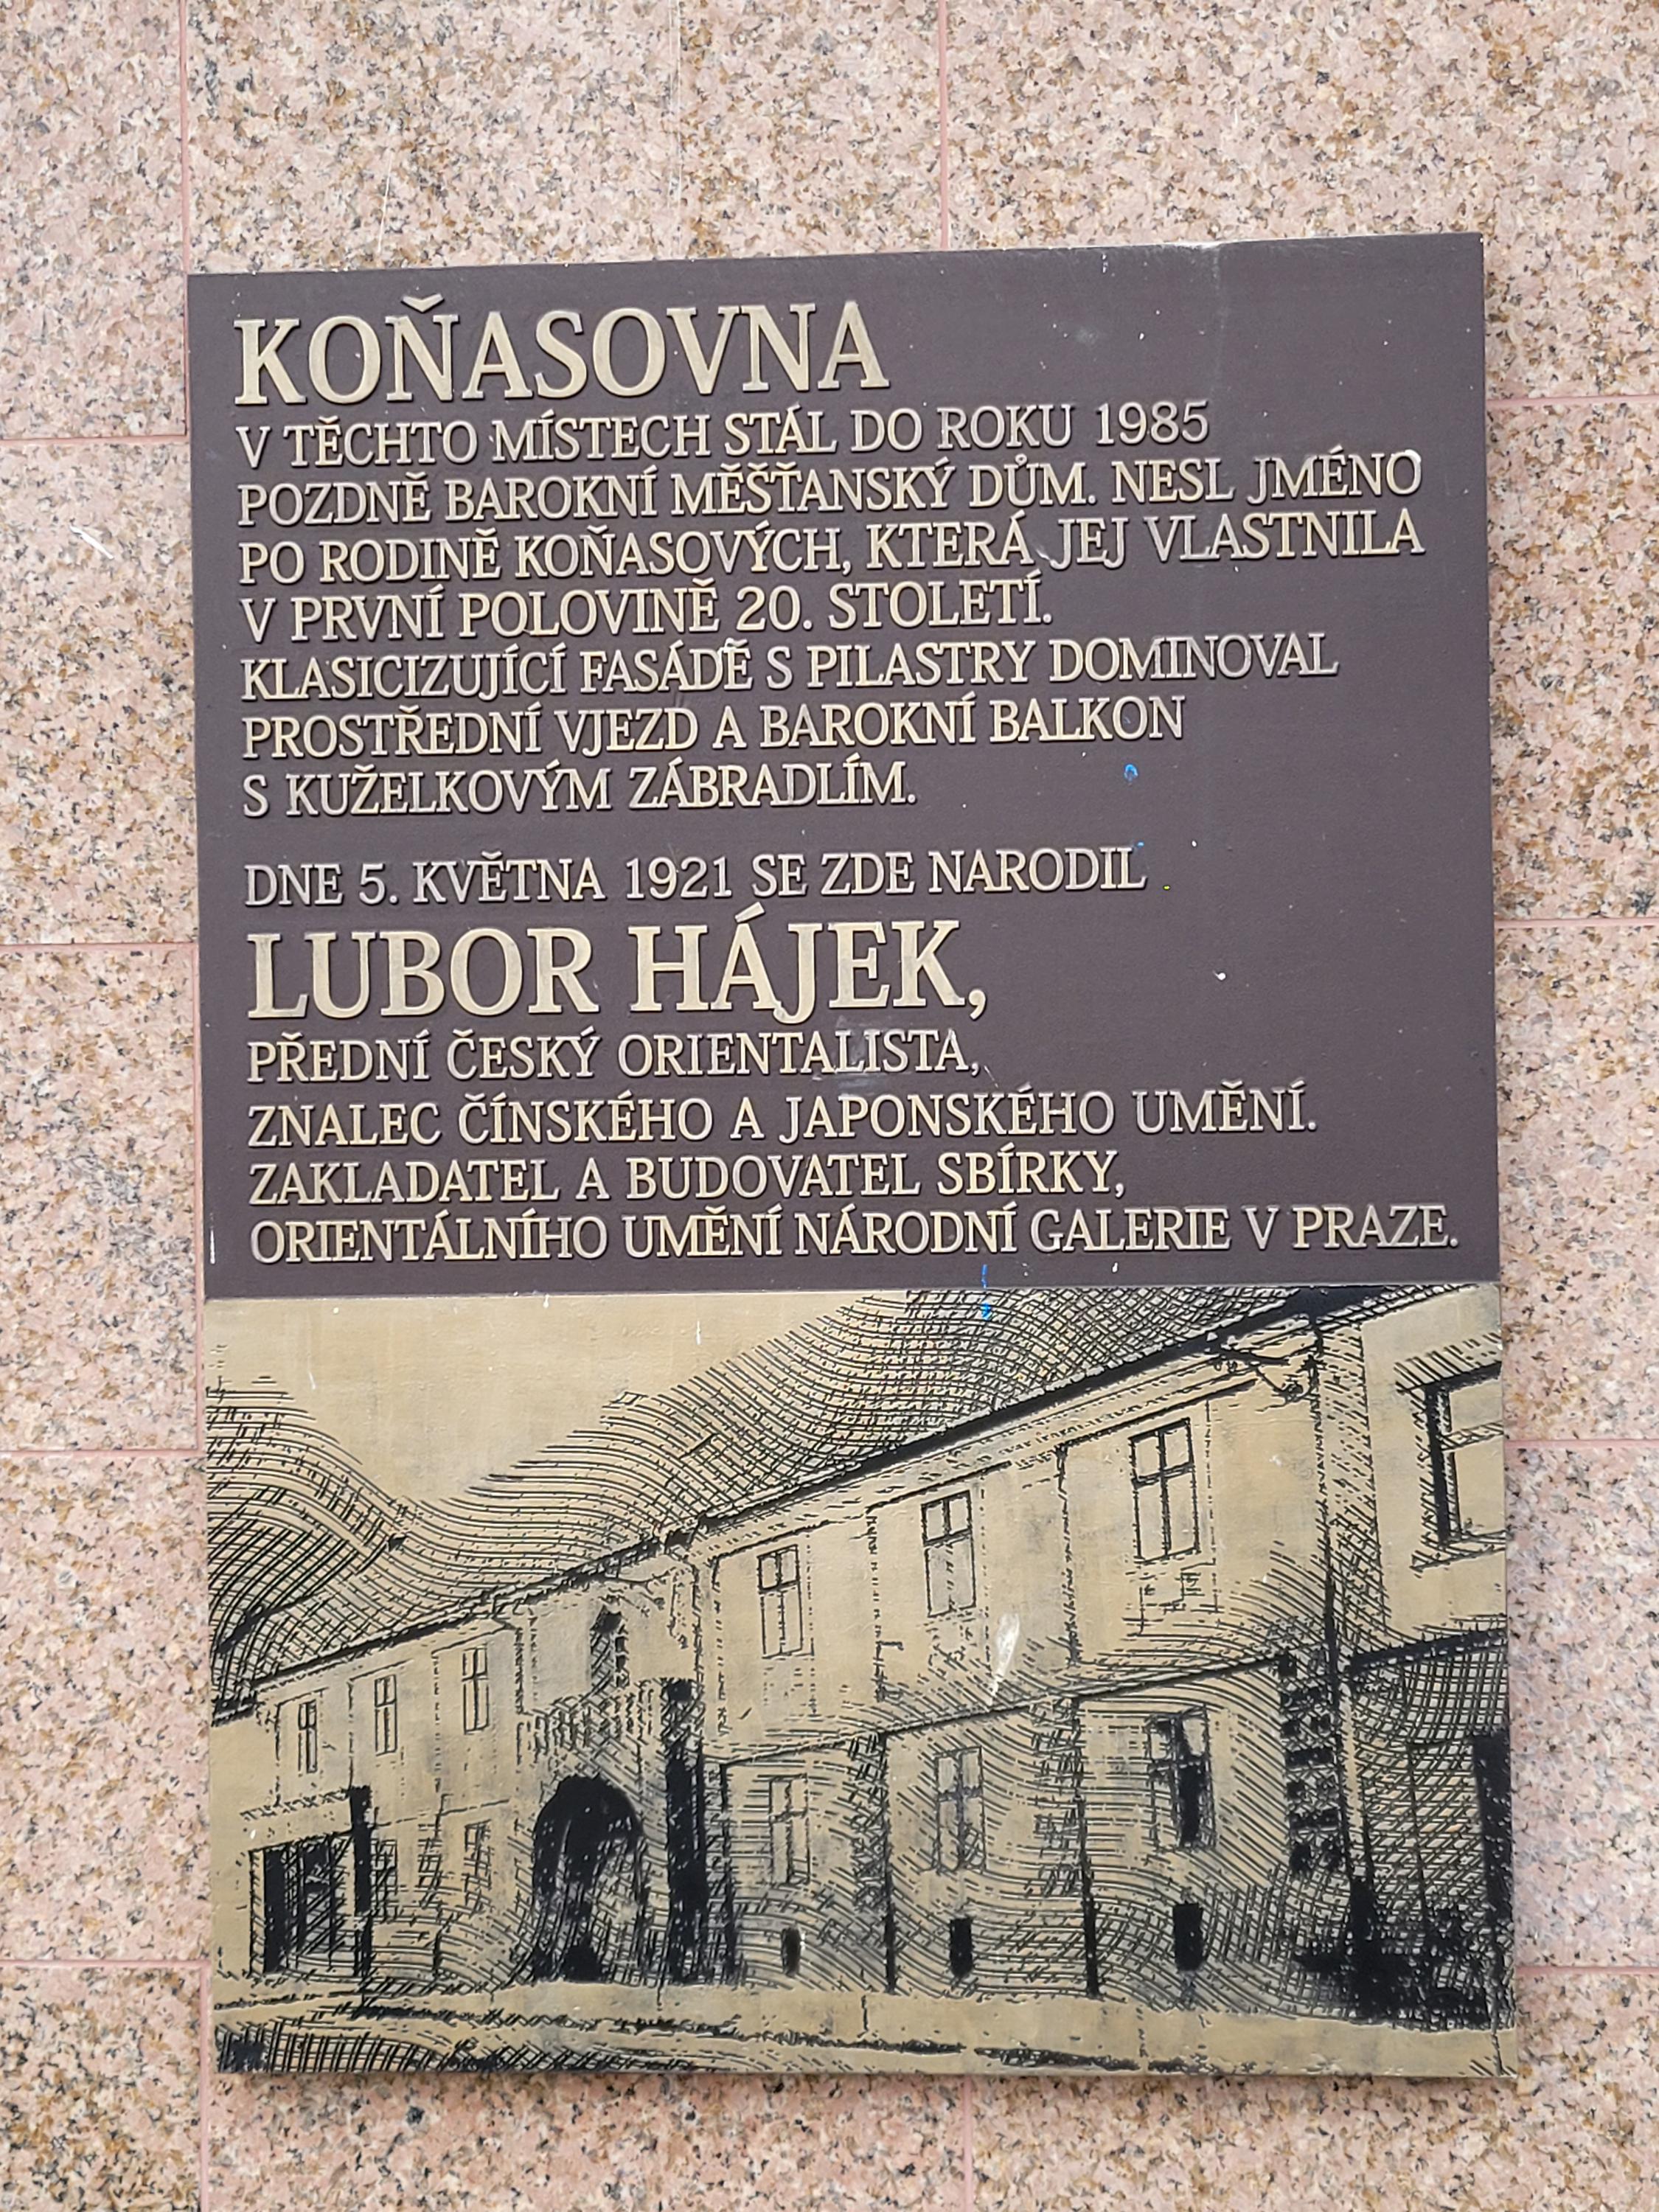 KOŇASOVNA
V TĚCHTO MÍSTECH STÁL DO ROKU 1985
POZDNĚ BAROKNÍ MĚŠŤANSKÝ DŮM. NESL JMÉNO
PO RODINĚ KOŇASOVÝCH, KTERÁ JEJ VLASTNILA
V PRVNÍ POLOVINĚ 20. STOLETÍ.
KLASICIZUJÍCÍ FASÁDĚ S PILASTRY DOMINOVAL
PROSTŘEDNÍ VJEZD A BAROKNÍ BALKON
S KUŽELKOVÝM ZÁBRADLÍM.
DNE 5. KVĚTNA 1921 SE ZDE NARODIL
LUBOR HÁJEK,
PŘEDNÍ ČESKÝ ORIENTALISTA,
ZNALEC ČÍNSKÉHO A JAPONSKÉHO UMĚNÍ.
ZAKLADATEL A BUDOVATEL SBÍRKY,
ORIENTÁLNÍHO UMĚNÍ NÁRODNÍ GALERIE V PRAZE.